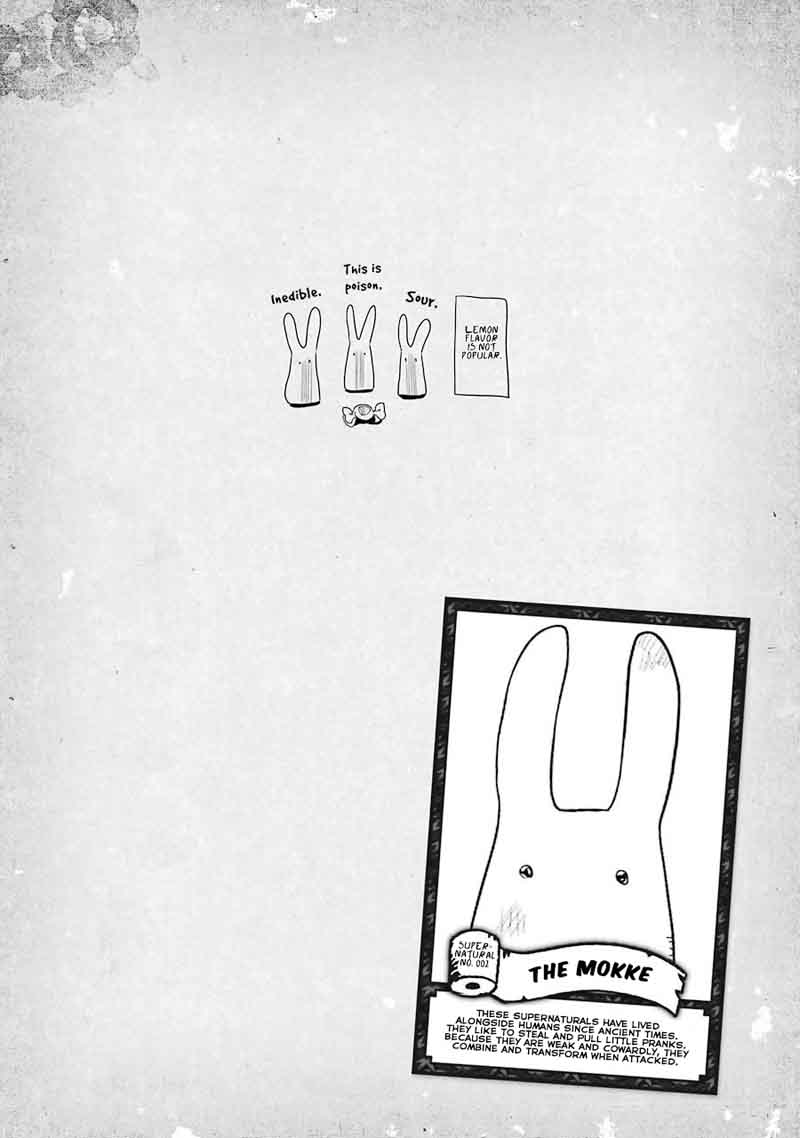 Inedible.
This is
poison.
Sour.
LEMON
FLAVOR
IS NOT
POPULAR.
SUPER-
NATURAL
NO. 002
THE MOKKE
THESE SUPERNATURALS HAVE LIVED
ALONGSIDE HUMANS SINCE ANCIENT TIMES.
THEY LIKE TO STEAL AND PULL LITTLE PRANKS.
BECAUSE THEY ARE WEAK AND COWARDLY, THEY
COMBINE AND TRANSFORM WHEN ATTACKED.